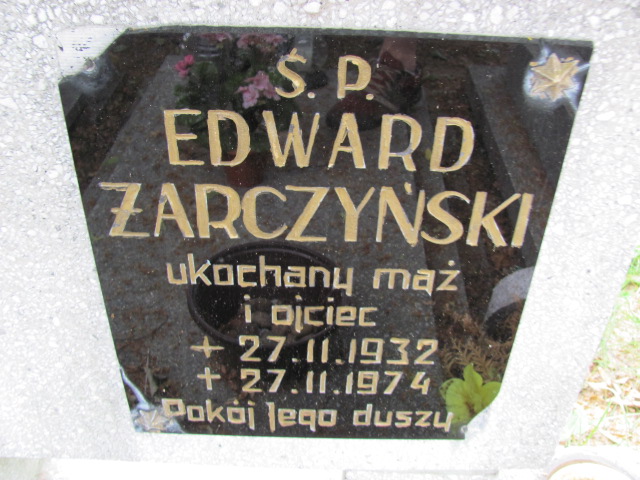 Ś. P.
EDWARD
ŻARCZYŃSKI
ukochany mąż
i ojciec
+ 27.11.1932
+ 27.11.1974
Pokój Jego duszy